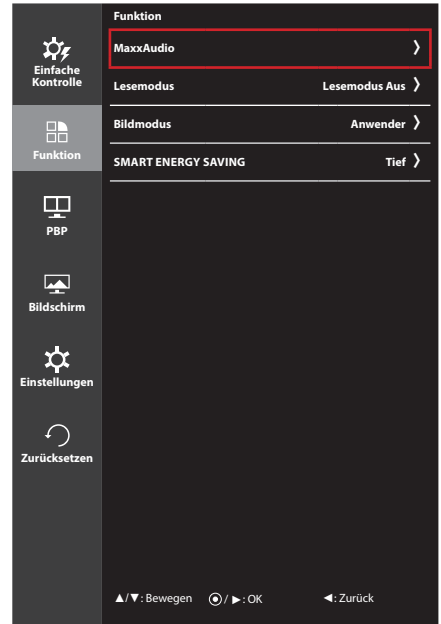 Einfache
Kontrolle
Funktion
PBP
Bildschirm
Einstellungen
Zurücksetzen
Funktion
MaxxAudio
Lesemodus Lesemodus Aus
Bildmodus Anwender
SMART ENERGY SAVING Tief
▲/▼: Bewegen ⦿/ ►: OK ◄: Zurück